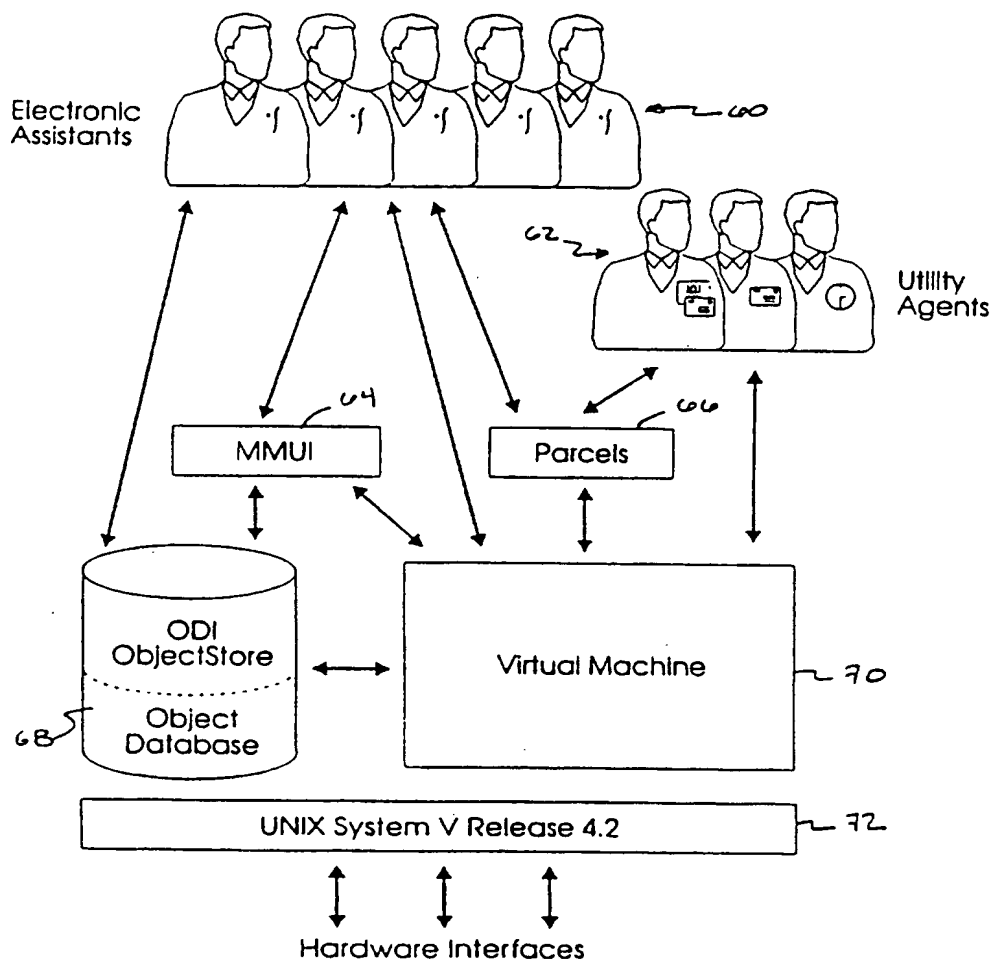 Electronic
Assistants
60
62
Utility
Agents
64
66
MMUI
Parcels
ODI
ObjectStore
Virtual Machine
70
68
Object
Database
UNIX System V Release 4.2
72
Hardware Interfaces